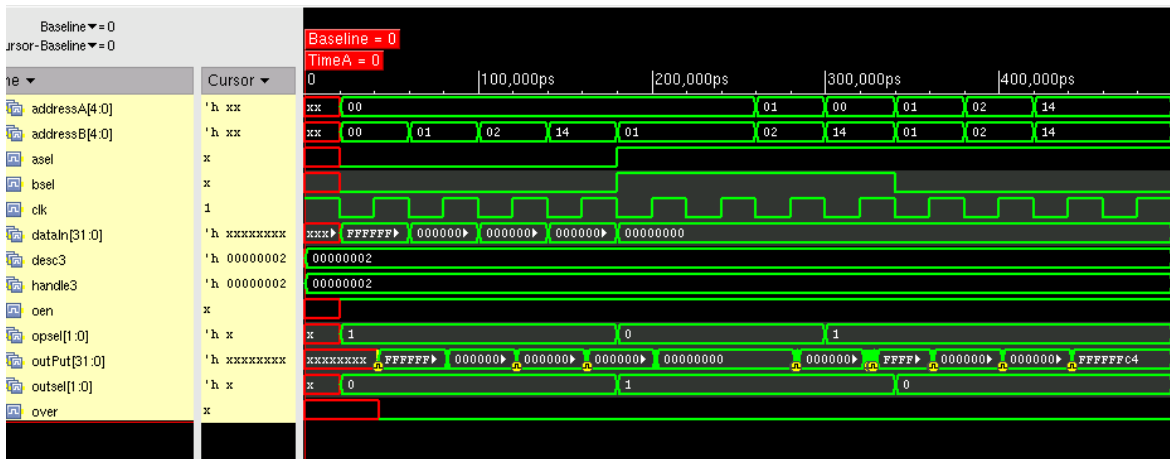 Baseline▼= 0
ursor-Baseline▼= 0
Baseline = 0
TimeA = 0
ne ▼ Cursor ▼ 0 100,000ps 200,000ps 300,000ps 400,000ps
addressA[4:0] 'h xx xx 00 01 00 01 02 14
addressB[4:0] 'h xx xx 00 01 02 14 01 02 14 01 02 14
asel x
bsel x
clk 1
dataIn[31:0] 'h xxxxxxxx xxx FFFFFF 000000 000000 000000 00000000
desc3 'h 00000002 00000002
handle3 'h 00000002 00000002
oen x
opsel[1:0] 'h x x 1 0 1
outPut[31:0] 'h xxxxxxxx xxxxxxxx FFFFFF 000000 000000 000000 00000000 000000 FFFF 000000 000000 FFFFFFC4
outsel[1:0] 'h x x 0 1 0
over x